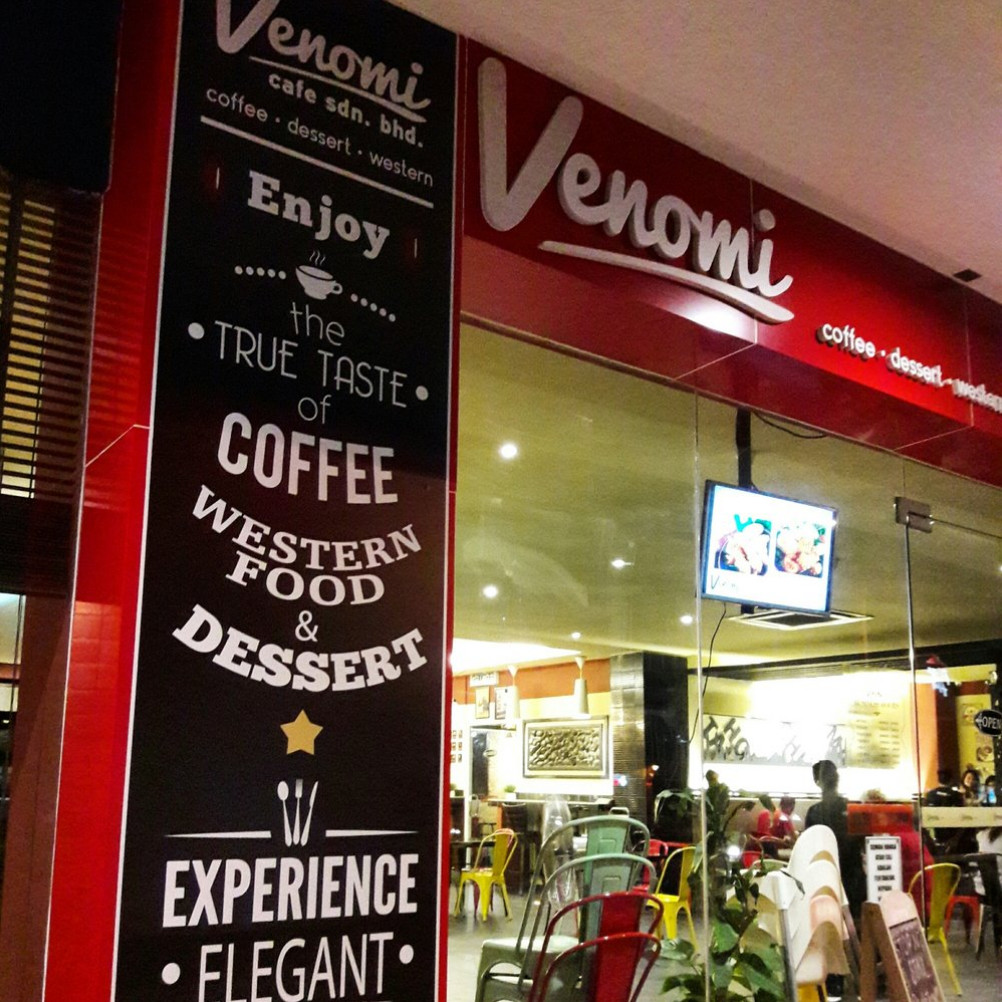 Venomi
cafe sdn. bhd.
coffee • dessert • western
Enjoy
the
• TRUE TASTE •
of
COFFEE
WESTERN
FOOD
&
DESSERT
EXPERIENCE
• ELEGANT •
Venomi
coffee • dessert • western
Venomi
OPEN